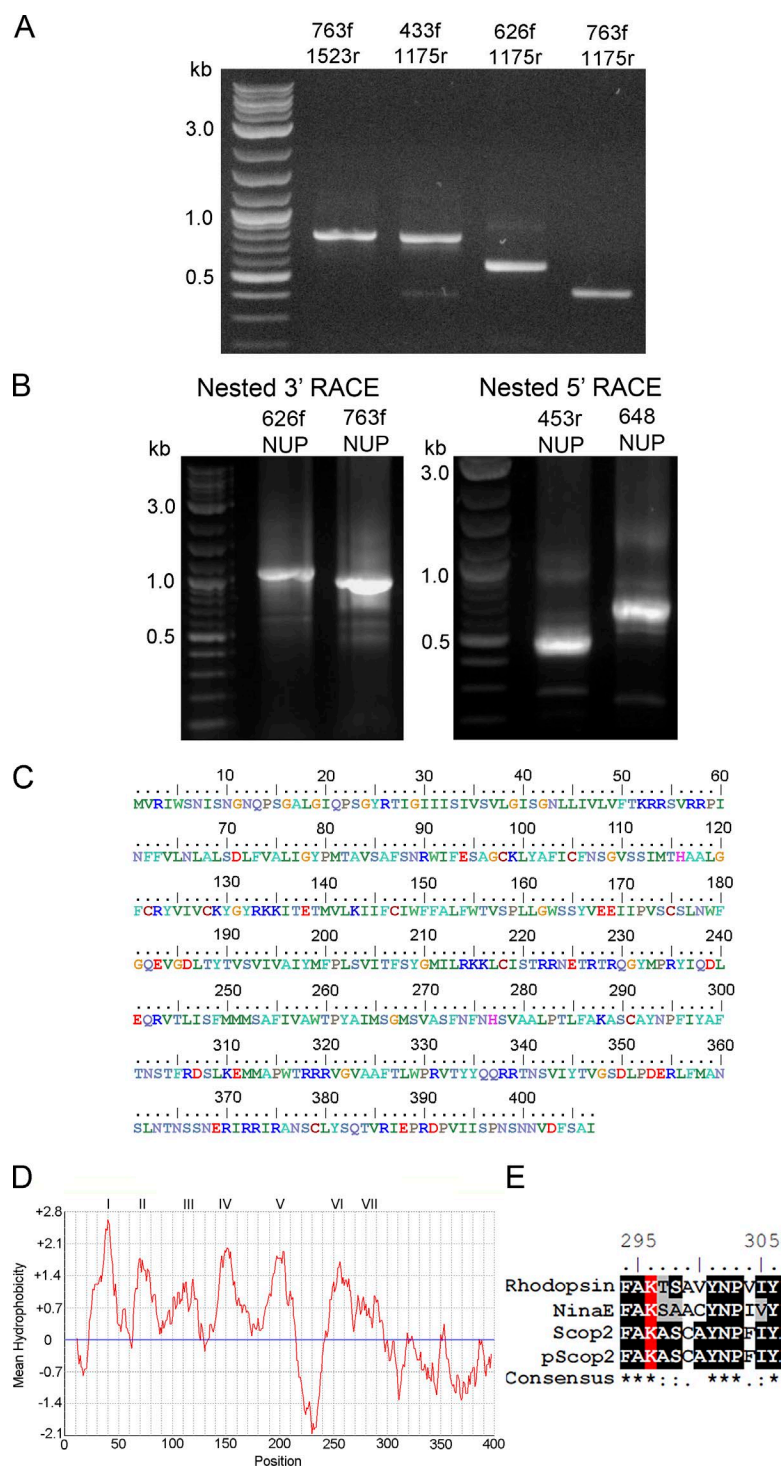 A
763f 433f 626f 763f
1523r 1175r 1175r 1175r
kb
3.0
1.0
0.5
B
Nested 3' RACE
626f 763f
NUP NUP
kb
3.0
1.0
0.5
Nested 5' RACE
453r 648
NUP NUP
kb
3.0
1.0
0.5
C
10 20 30 40 50 60
MVRIWSNISNGNQPSGALGIQPSGYRTIGIIISIVSVLGISGNLLIVLVFTKRRSVRRPI
70 80 90 100 110 120
NFFVLNLALSDLFVALIGYPMTAVSAFSNRWIFESAGCKLYAFICFNSGVSSIMTHAALG
130 140 150 160 170 180
FCRYVIVCKYGYRKKITETMVLKIIFCIWFFALFWTVSPLLGWSSYVEEIIPVSCSLNWF
190 200 210 220 230 240
GQEVGDLTYTVSVIVAIYMFPLSVITFSYGMILRKKLCISTRRNETRTRQGYMPRYIQDL
250 260 270 280 290 300
EQRVTLISFMMMSAFIVAWTPYAIMSGMSVASFNFNHSVAALPTLFAKASCAYNPFIYAF
310 320 330 340 350 360
TNSTFRDSLKEMMAPWTRRRVGVAAFTLWPRVTYYQQRRTNSVIYTVGSDLPDERLFMAN
370 380 390 400
SLNTNSSNERIRRIRANSCLYSQTVRIEPRDPVIISPNSNNVDFSAI
D
I II III IV V VI VII
+2.8
+2.1
+1.4
+0.7
0
-0.7
-1.4
-2.1
Mean Hydrophobicity
0 50 100 150 200 250 300 350 400
Position
E
295 305
Rhodopsin FAKTSAVYNPVIY
NinaE FAKSAACYNPIVY
Scop2 FAKASCAYNPFIY
pScop2 FAKASCAYNPFIY
Consensus ***:::. ***.:*